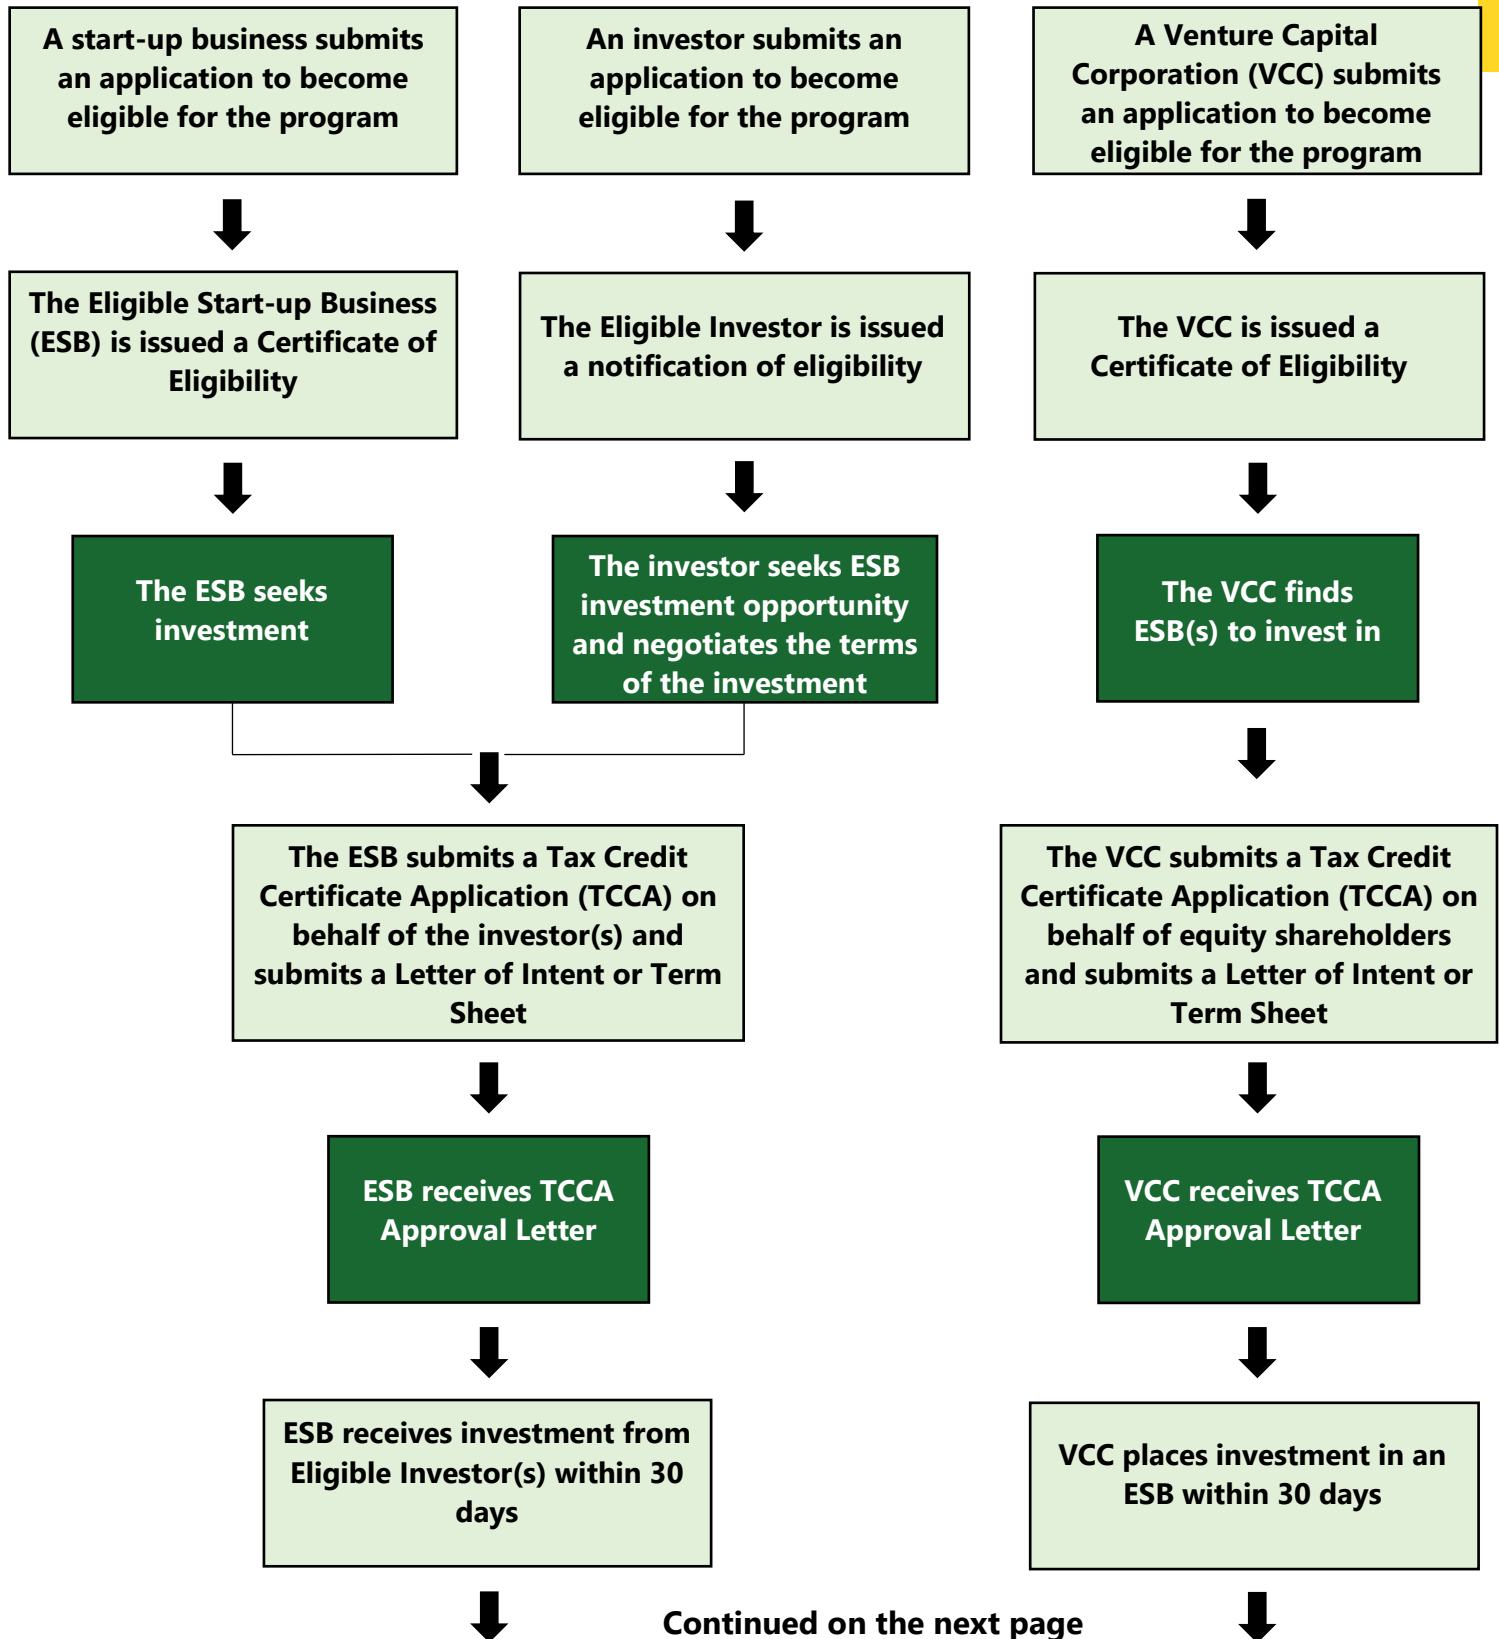 A start-up business submits
an application to become
eligible for the program
An investor submits an
application to become
eligible for the program
A Venture Capital
Corporation (VCC) submits
an application to become
eligible for the program
The Eligible Start-up Business
(ESB) is issued a Certificate of
Eligibility
The Eligible Investor is issued
a notification of eligibility
The VCC is issued a
Certificate of Eligibility
The ESB seeks
investment
The investor seeks ESB
investment opportunity
and negotiates the terms
of the investment
The VCC finds
ESB(s) to invest in
The ESB submits a Tax Credit
Certificate Application (TCCA) on
behalf of the investor(s) and
submits a Letter of Intent or Term
Sheet
The VCC submits a Tax Credit
Certificate Application (TCCA) on
behalf of equity shareholders
and submits a Letter of Intent or
Term Sheet
ESB receives TCCA
Approval Letter
VCC receives TCCA
Approval Letter
ESB receives investment from
Eligible Investor(s) within 30
days
VCC places investment in an
ESB within 30 days
Continued on the next page